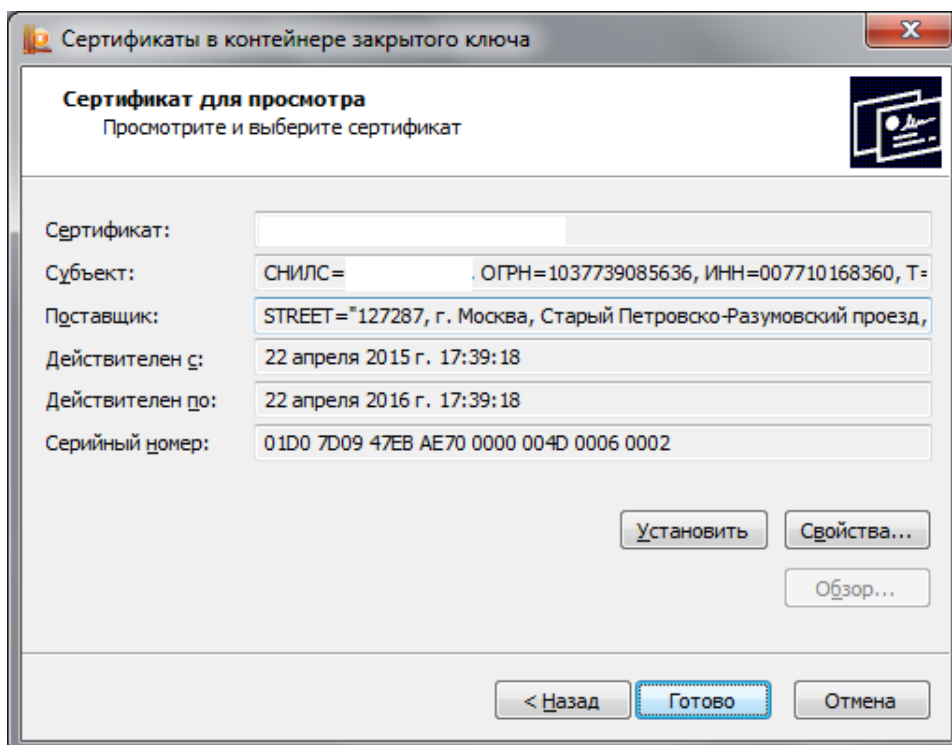 Сертификаты в контейнере закрытого ключа
Сертификат для просмотра
Просмотрите и выберите сертификат
Сертификат:
Субъект: СНИЛС= , ОГРН=1037739085636, ИНН=007710168360, T=
Поставщик: STREET="127287, г. Москва, Старый Петровско-Разумовский проезд,
Действителен с: 22 апреля 2015 г. 17:39:18
Действителен по: 22 апреля 2016 г. 17:39:18
Серийный номер: 01D0 7D09 47EB AE70 0000 004D 0006 0002
Установить Свойства...
Обзор...
< Назад Готово Отмена